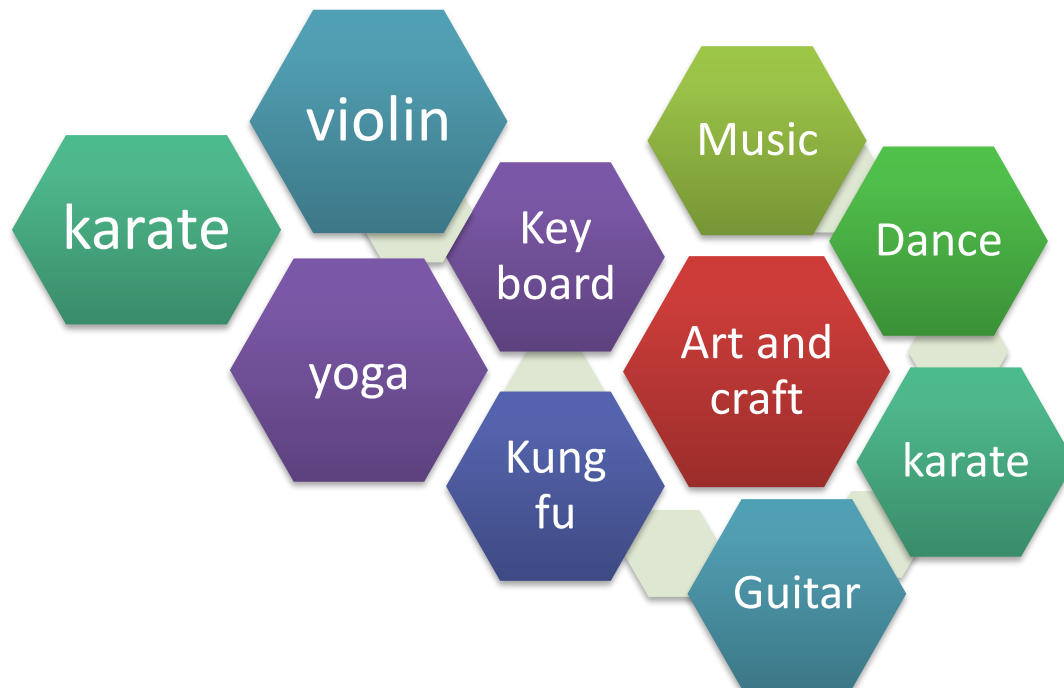 violin
Music
karate
Key
board
Dance
yoga
Art and
craft
Kung
fu
karate
Guitar